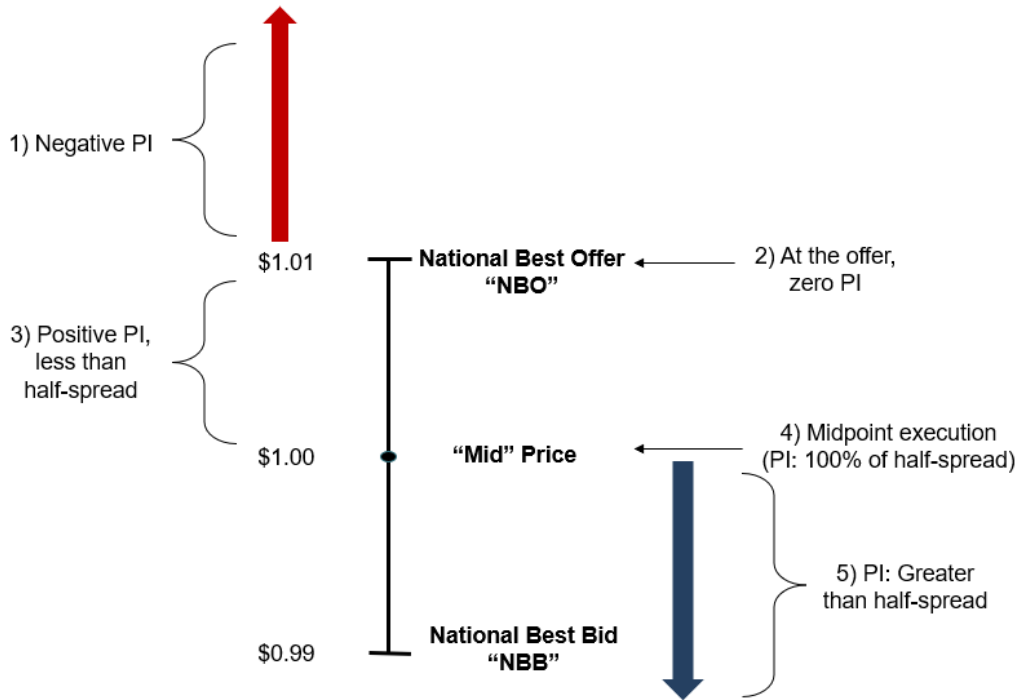 1) Negative PI
$1.01
National Best Offer
“NBO”
2) At the offer,
zero PI
3) Positive PI,
less than
half-spread
$1.00
“Mid” Price
4) Midpoint execution
(PI: 100% of half-spread)
5) PI: Greater
than half-spread
$0.99
National Best Bid
“NBB”